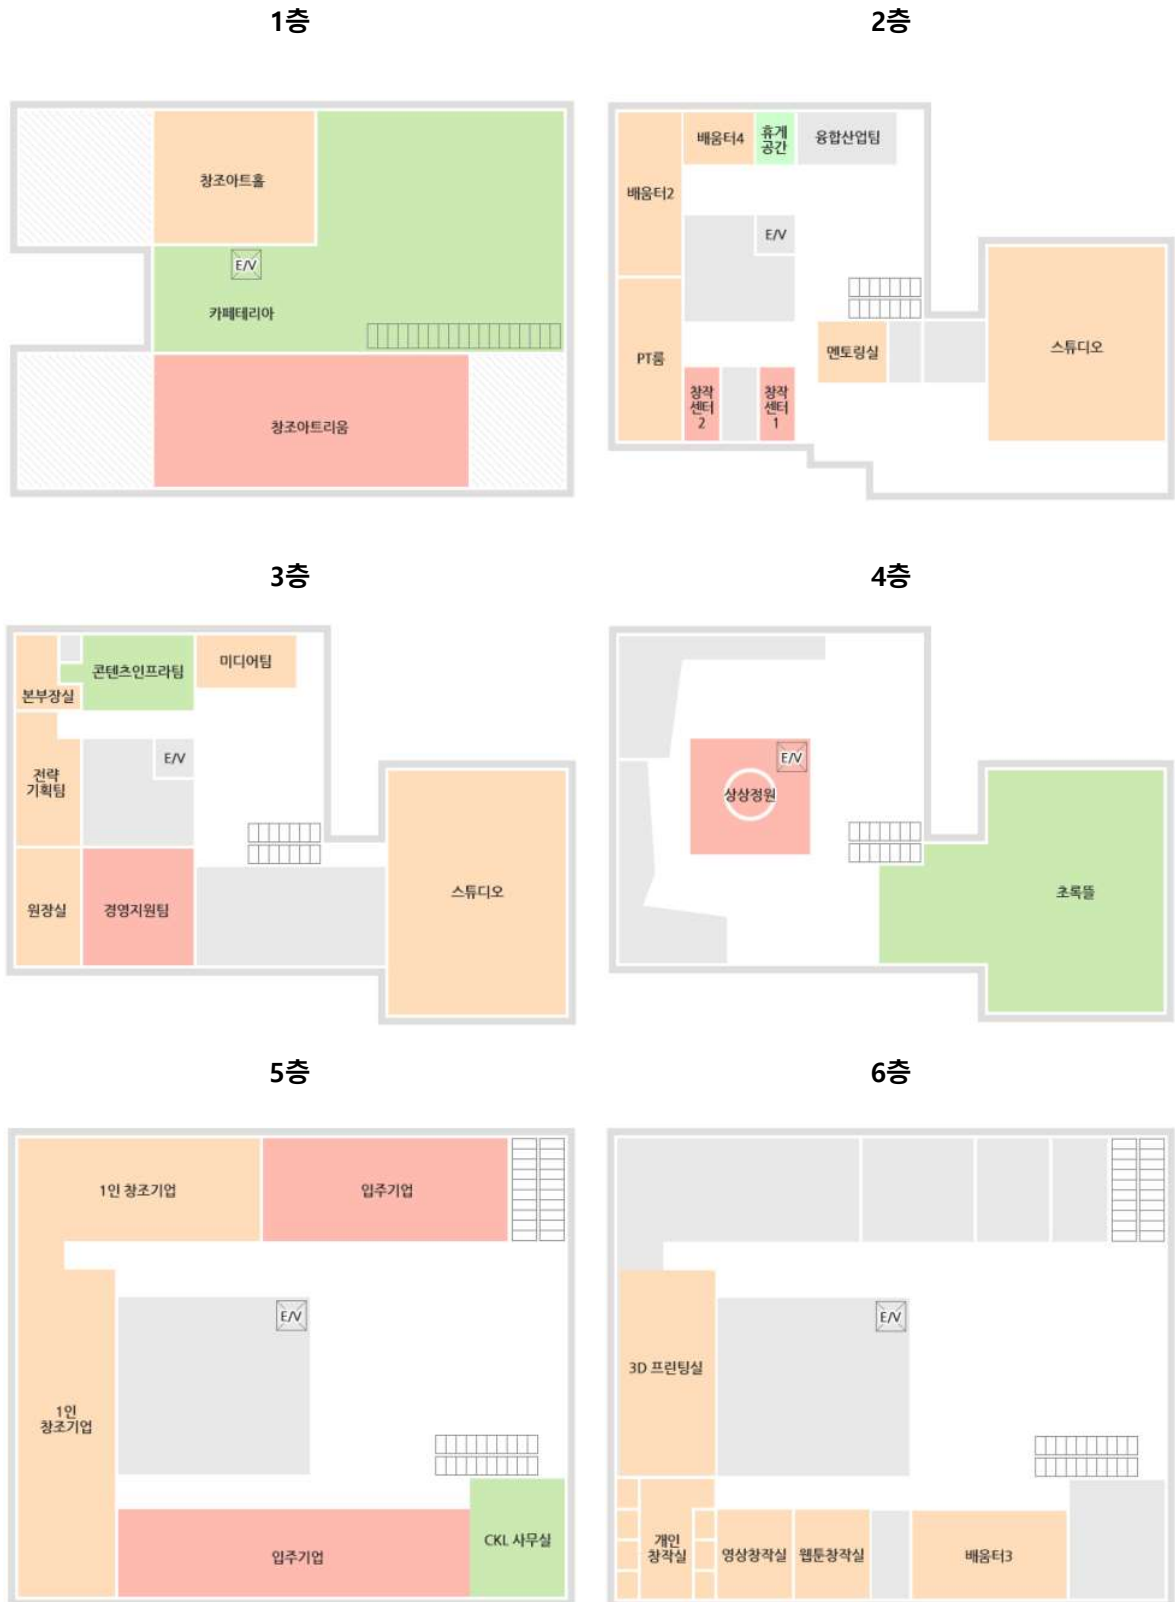 1층
창조아트홀
E/V
카페테리아
창조아트리움
2층
배움터4
휴게
공간
융합산업팀
배움터2
E/V
PT룸
멘토링실
스튜디오
창작
센터
2
창작
센터
1
3층
콘텐츠인프라팀
미디어팀
본부장실
E/V
전략
기획팀
스튜디오
원장실
경영지원팀
4층
E/V
상상정원
초록뜰
5층
1인 창조기업
입주기업
E/V
1인
창조기업
입주기업
CKL 사무실
6층
E/V
3D 프린팅실
개인
창작실
영상창작실
웹툰창작실
배움터3